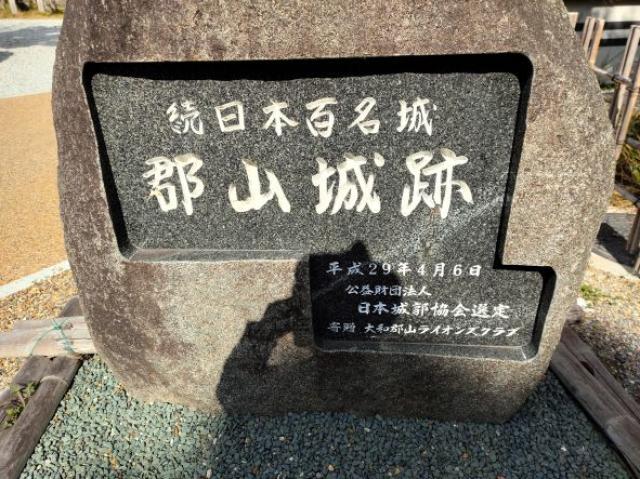 続日本百名城
郡山城跡
平成29年4月6日
公益財団法人
日本城郭協会選定
寄贈 大和郡山ライオンズクラブ